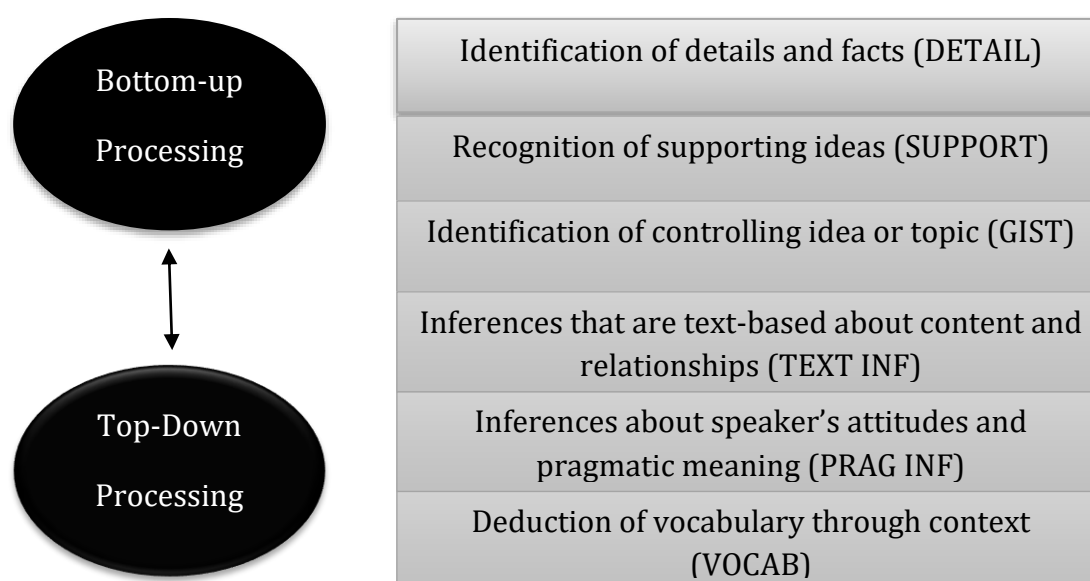 Bottom-up
Processing
Top-Down
Processing
Identification of details and facts (DETAIL)
Recognition of supporting ideas (SUPPORT)
Identification of controlling idea or topic (GIST)
Inferences that are text-based about content and
relationships (TEXT INF)
Inferences about speaker’s attitudes and
pragmatic meaning (PRAG INF)
Deduction of vocabulary through context
(VOCAB)